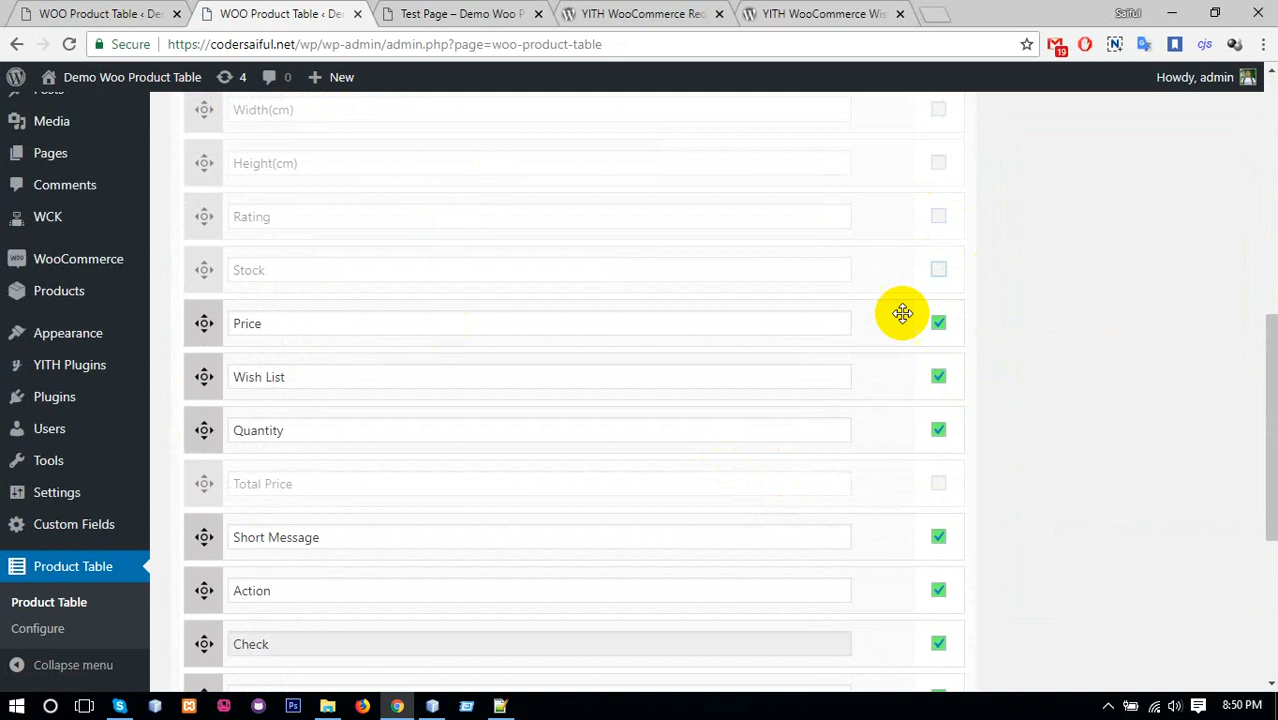 WOO Product Table ‹ De
WOO Product Table ‹ De
Test Page – Demo Woo P
YITH WooCommerce Req
YITH WooCommerce Wis
Saiful
Secure
https://codersaiful.net/wp/wp-admin/admin.php?page=woo-product-table
19
cjs
Demo Woo Product Table
4
0
New
Howdy, admin
Posts
Media
Pages
Comments
WCK
WooCommerce
Products
Appearance
YITH Plugins
Plugins
Users
Tools
Settings
Custom Fields
Product Table
Product Table
Configure
Collapse menu
Width(cm)
Height(cm)
Rating
Stock
Price
Wish List
Quantity
Total Price
Short Message
Action
Check
8:50 PM